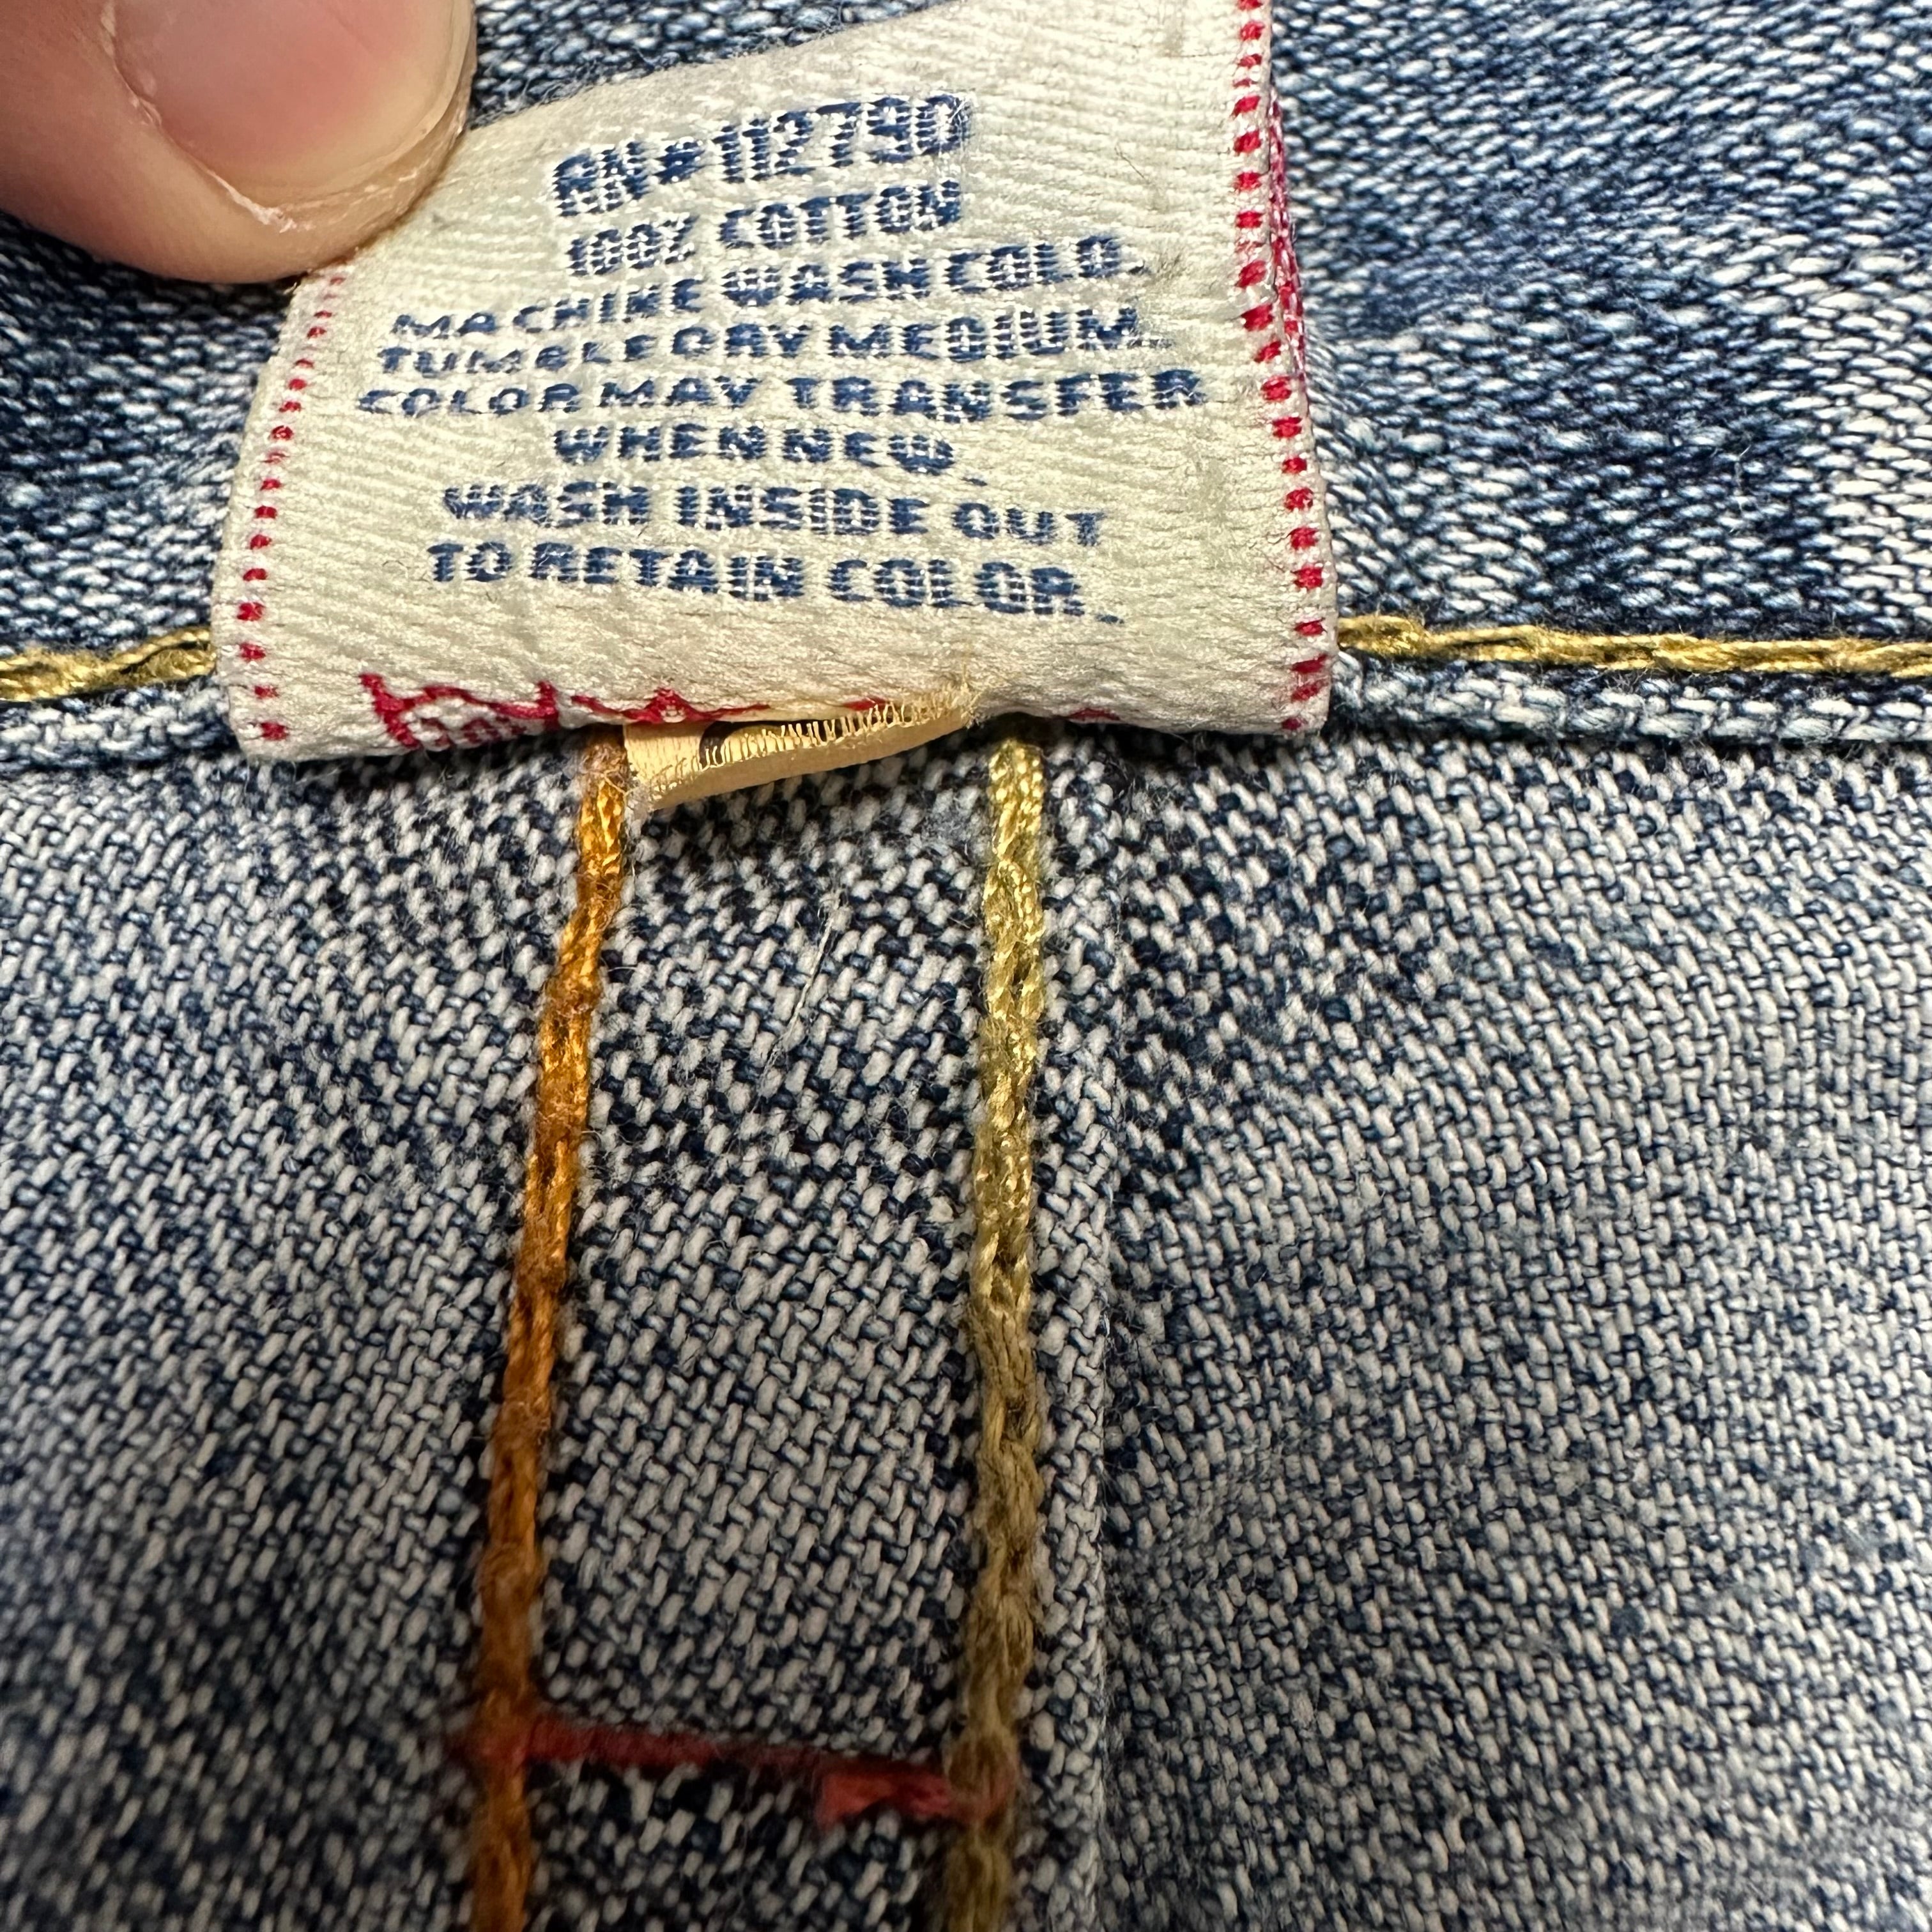 RN#112790
100% COTTON
MACHINE WASH COLD.
TUMBLE DRY MEDIUM.
COLOR MAY TRANSFER
WHEN NEW.
WASH INSIDE OUT
TO RETAIN COLOR.